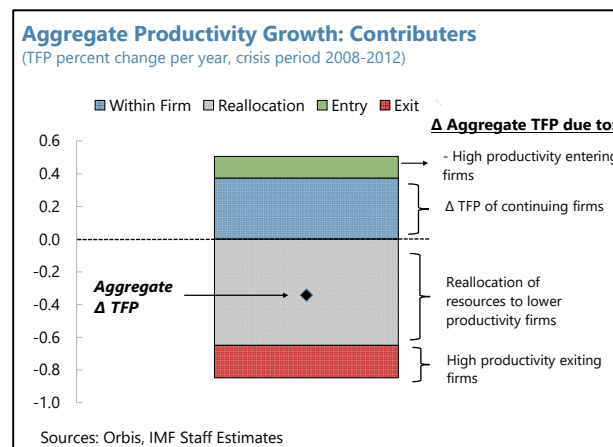 Aggregate Productivity Growth: Contributers
(TFP percent change per year, crisis period 2008-2012)
Within Firm Reallocation Entry Exit
Δ Aggregate TFP due to:
0.6
0.4
0.2
0.0
-0.2
-0.4
-0.6
-0.8
-1.0
- High productivity entering
firms
Δ TFP of continuing firms
Aggregate
Δ TFP
Reallocation of
resources to lower
productivity firms
High productivity exiting
firms
Sources: Orbis, IMF Staff Estimates